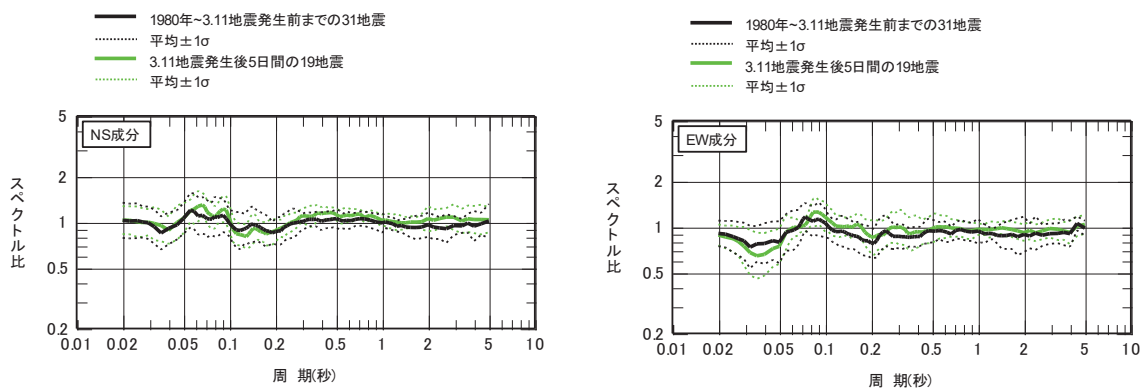 1980年~3.11地震発生前までの31地震
平均±1σ
3.11地震発生後5日間の19地震
平均±1σ
NS成分
スペクトル比
5
2
1
0.5
0.2
0.01 0.02 0.05 0.1 0.2 0.5 1 2 5 10
周 期(秒)
1980年~3.11地震発生前までの31地震
平均±1σ
3.11地震発生後5日間の19地震
平均±1σ
EW成分
スペクトル比
5
2
1
0.5
0.2
0.01 0.02 0.05 0.1 0.2 0.5 1 2 5 10
周 期(秒)